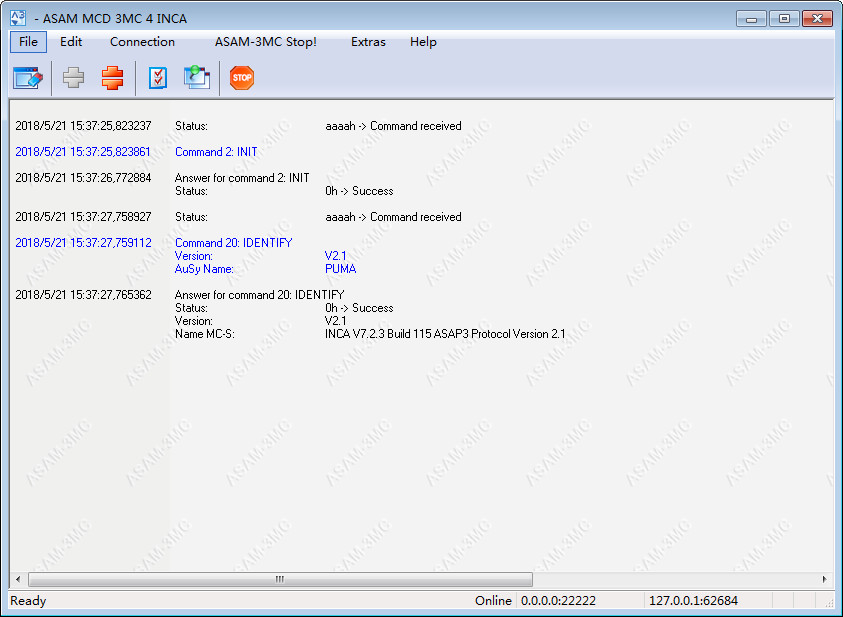 - ASAM MCD 3MC 4 INCA
File Edit Connection ASAM-3MC Stop! Extras Help
STOP
2018/5/21 15:37:25,823237 Status: aaaah -> Command received
2018/5/21 15:37:25,823861 Command 2: INIT
2018/5/21 15:37:26,772884 Answer for command 2: INIT
Status: 0h -> Success
2018/5/21 15:37:27,758927 Status: aaaah -> Command received
2018/5/21 15:37:27,759112 Command 20: IDENTIFY
Version: V2.1
AuSy Name: PUMA
2018/5/21 15:37:27,765362 Answer for command 20: IDENTIFY
Status: 0h -> Success
Version: V2.1
Name MC-S: INCA V7.2.3 Build 115 ASAP3 Protocol Version 2.1
Ready Online 0.0.0.0:22222 127.0.0.1:62684